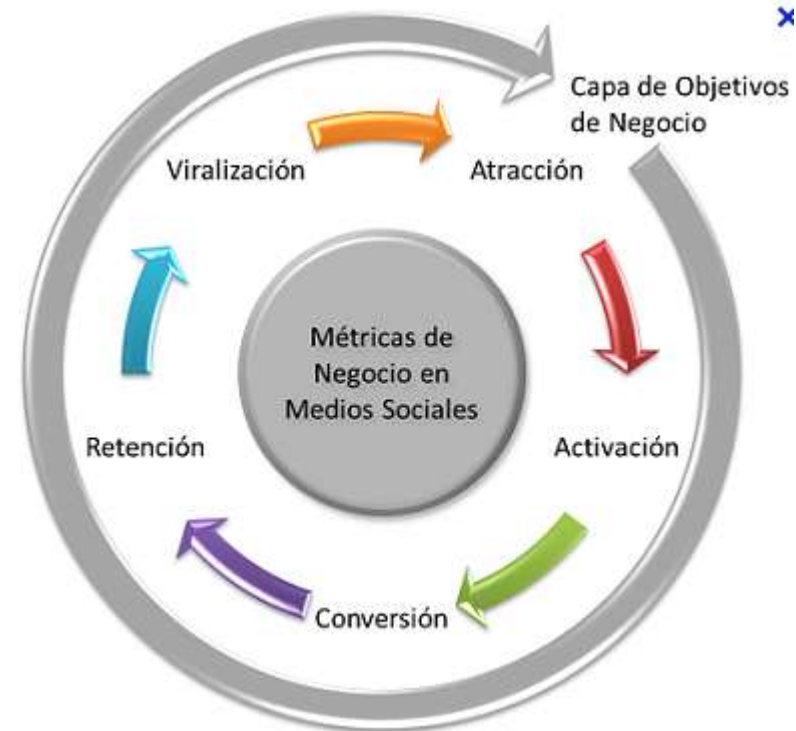 Capa de Objetivos
de Negocio
Viralización
Atracción
Métricas de
Negocio en
Medios Sociales
Retención
Activación
Conversión